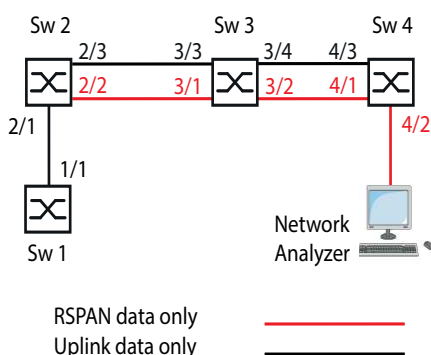 Sw 2
Sw 3
Sw 4
2/3
3/3
3/4
4/3
2/2
3/1
3/2
4/1
2/1
4/2
1/1
Sw 1
Network
Analyzer
RSPAN data only
Uplink data only